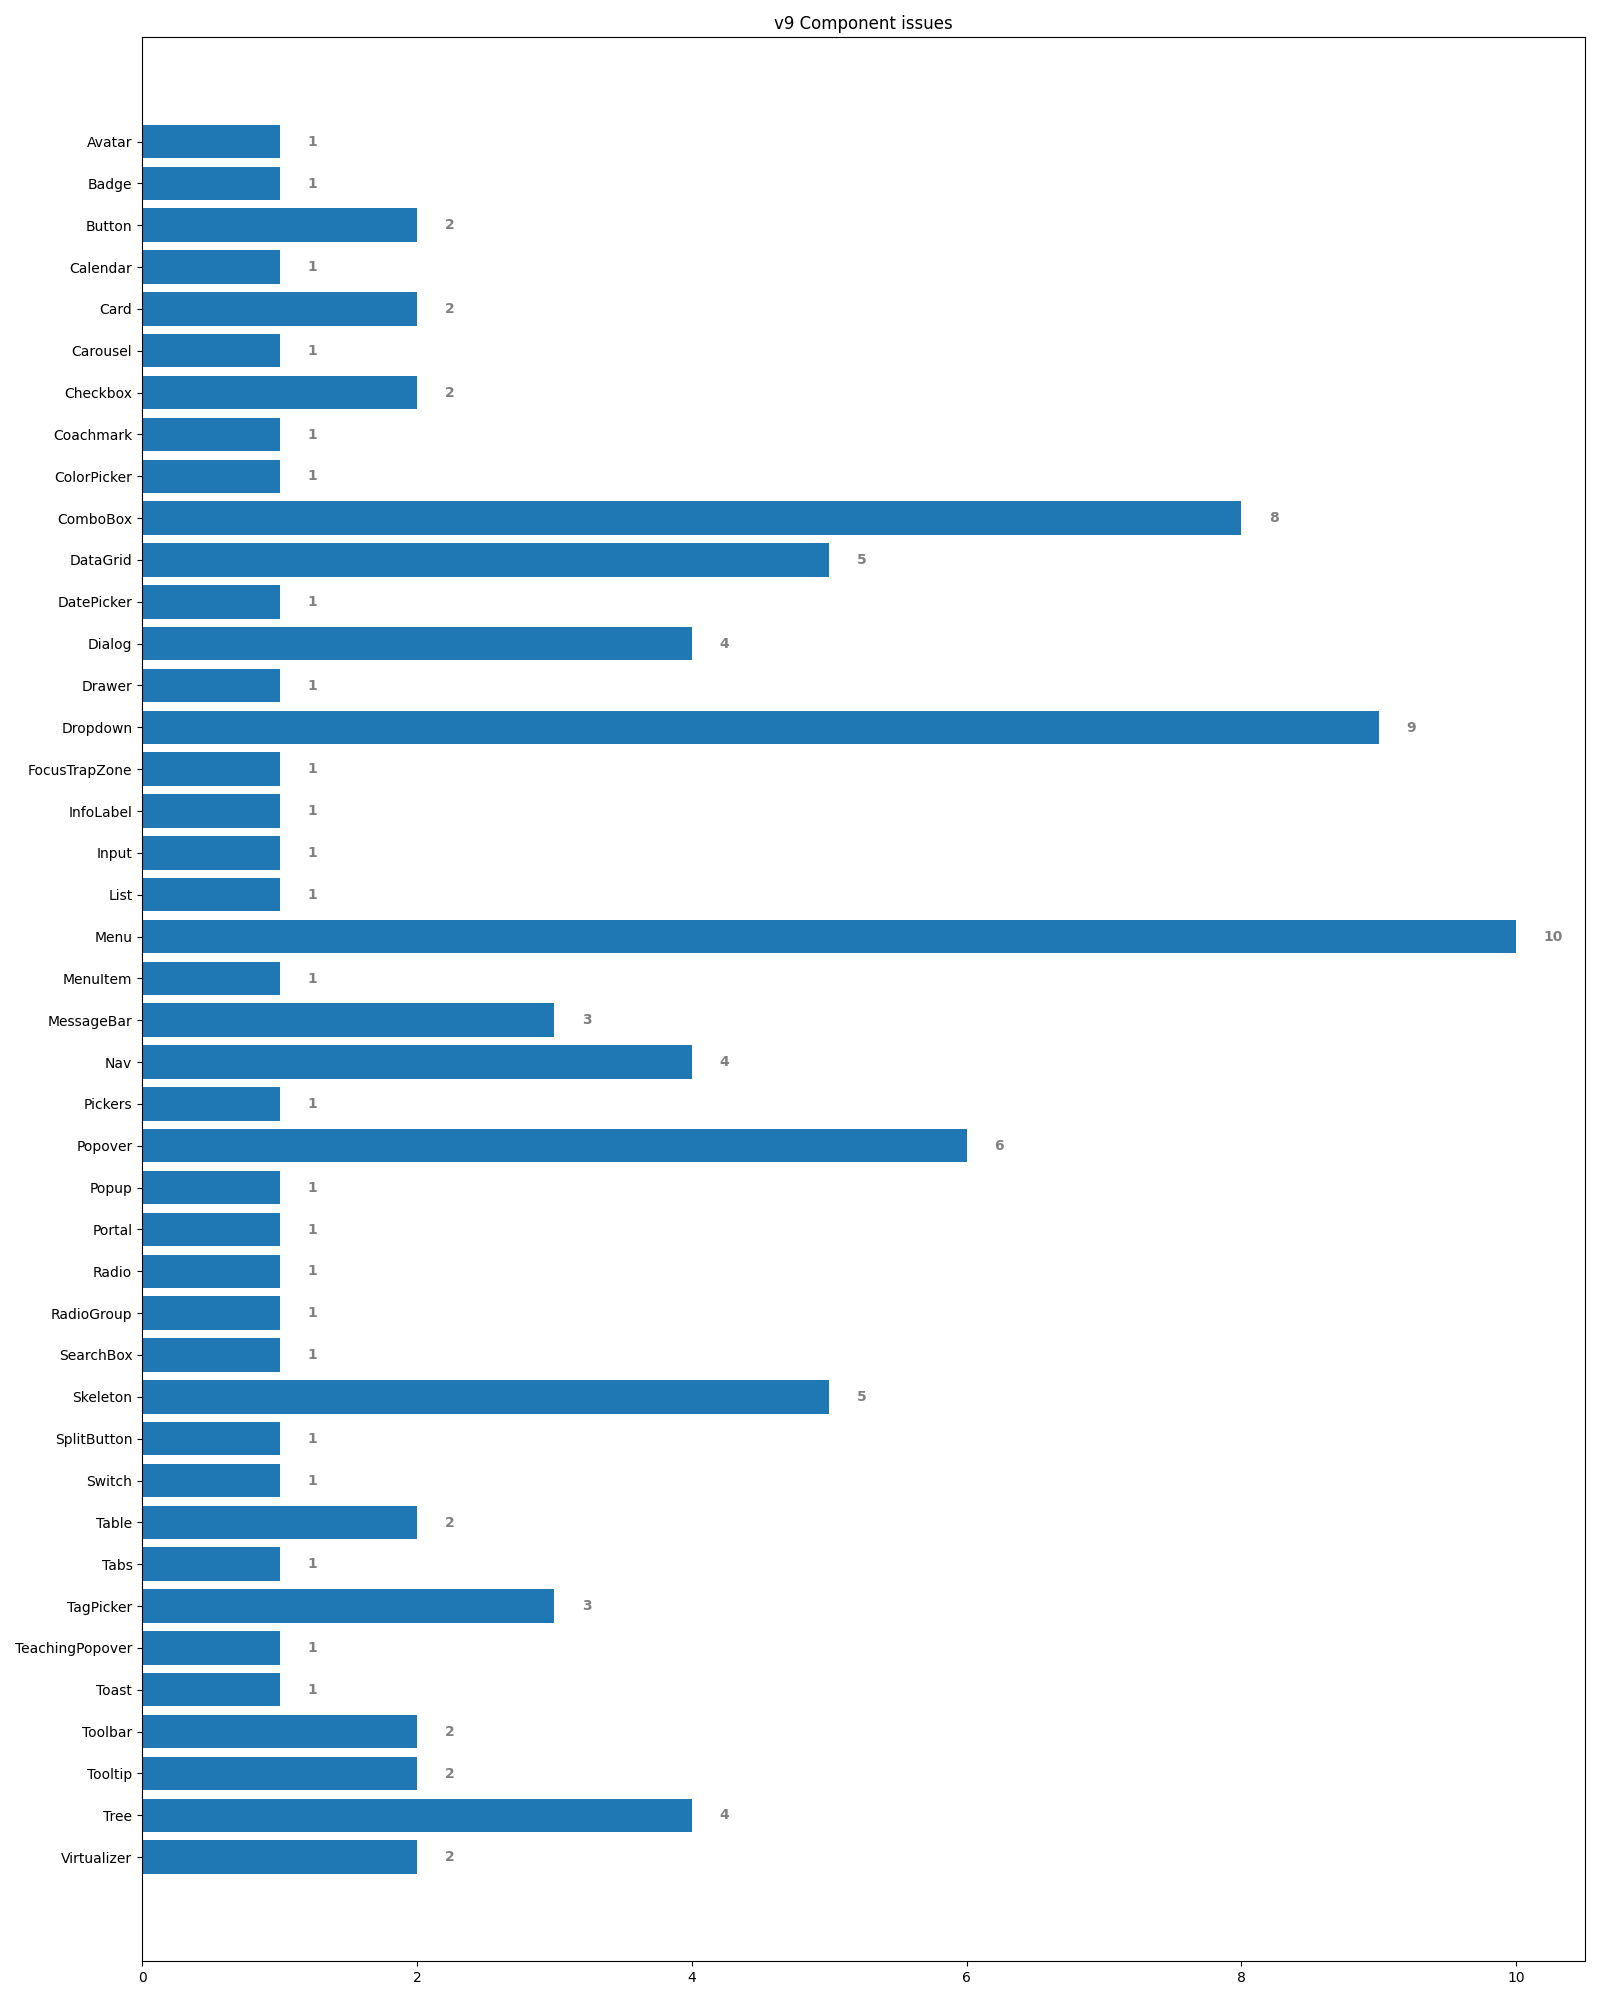 v9 Component issues
Avatar 1
Badge 1
Button 2
Calendar 1
Card 2
Carousel 1
Checkbox 2
Coachmark 1
ColorPicker 1
ComboBox 8
DataGrid 5
DatePicker 1
Dialog 4
Drawer 1
Dropdown 9
FocusTrapZone 1
InfoLabel 1
Input 1
List 1
Menu 10
MenuItem 1
MessageBar 3
Nav 4
Pickers 1
Popover 6
Popup 1
Portal 1
Radio 1
RadioGroup 1
SearchBox 1
Skeleton 5
SplitButton 1
Switch 1
Table 2
Tabs 1
TagPicker 3
TeachingPopover 1
Toast 1
Toolbar 2
Tooltip 2
Tree 4
Virtualizer 2
0 2 4 6 8 10